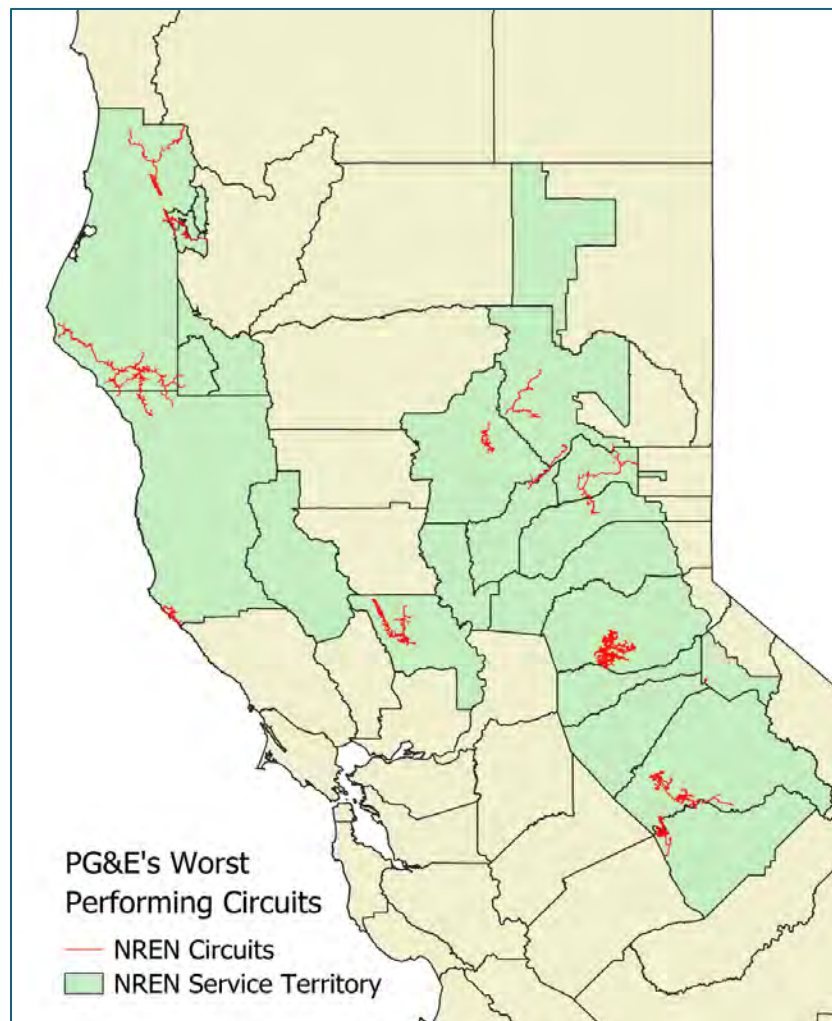 PG&E's Worst
Performing Circuits
NREN Circuits
NREN Service Territory